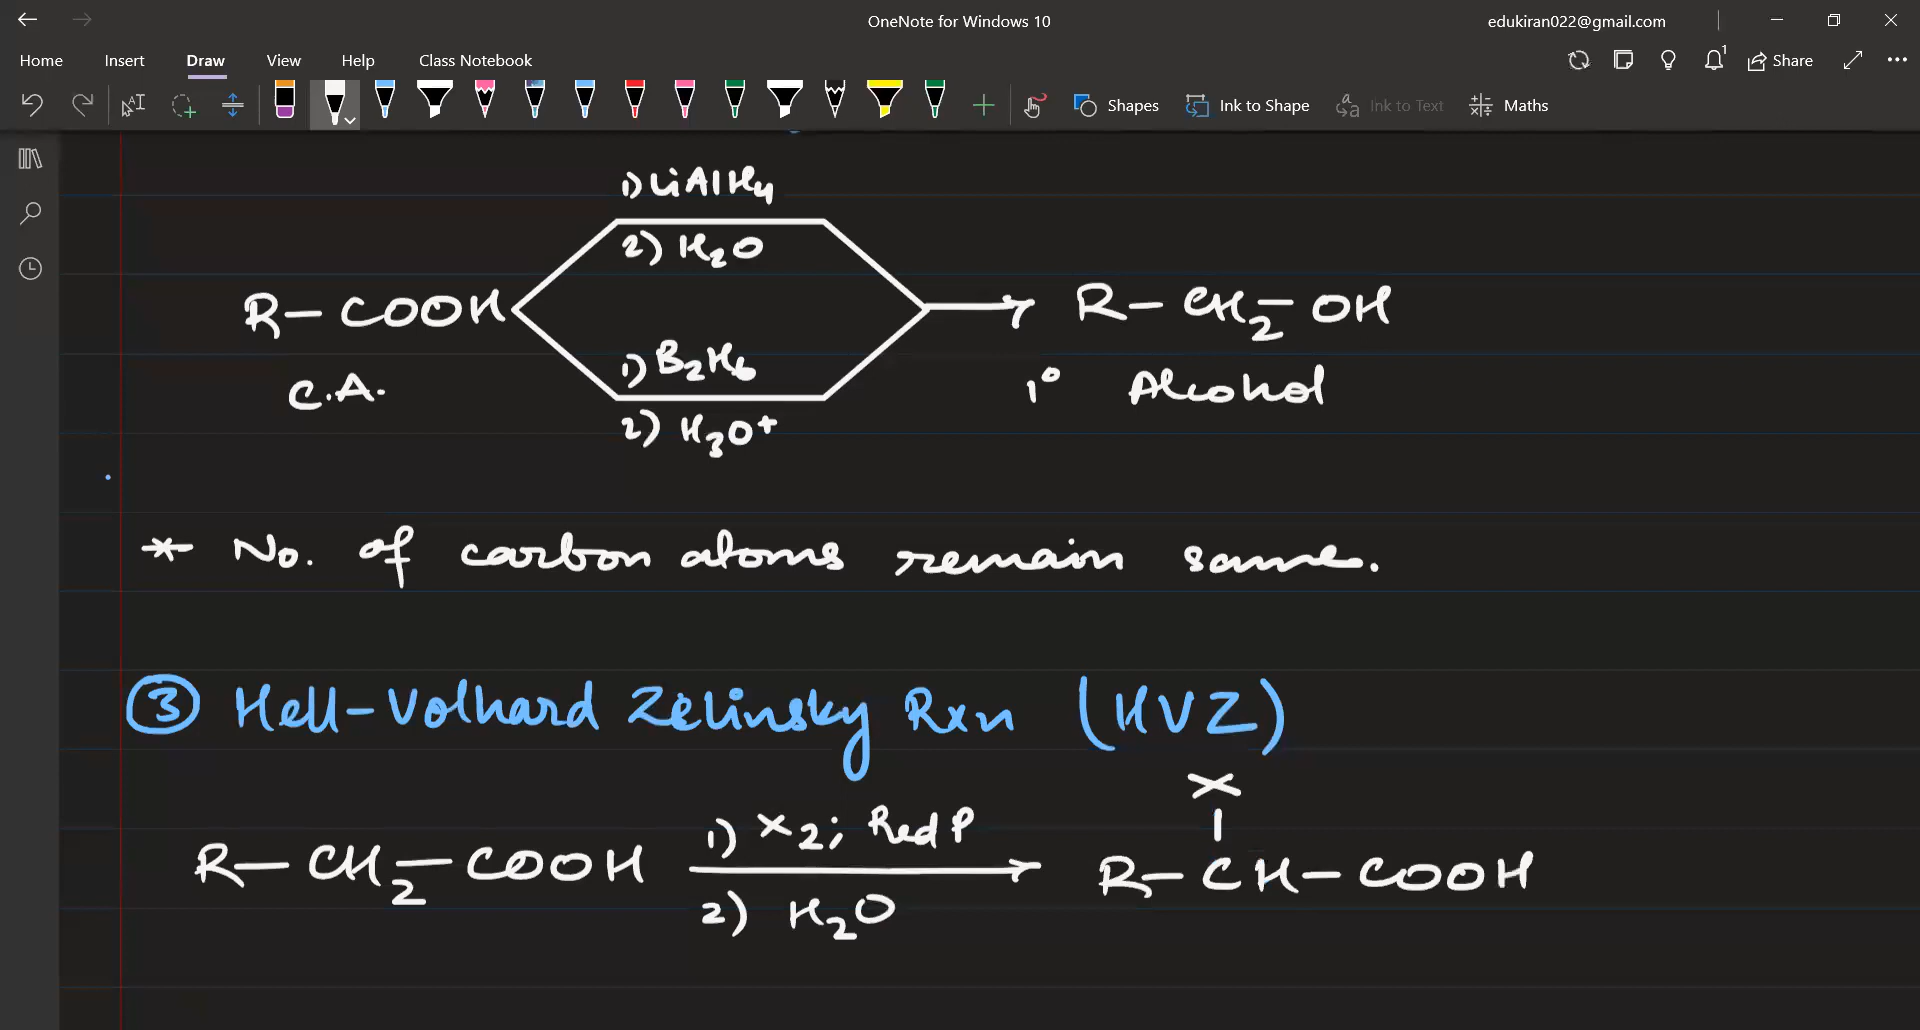 OneNote for Windows 10
edukiran022@gmail.com
Home Insert Draw View Help Class Notebook
1 Share
Shapes Ink to Shape Ink to Text Maths
1) LiAlH4
2) H2O
R-COOH
R-CH2-OH
1) B2H6
C.A.
1° Alcohol
2) H3O+
* No. of carbon atoms remain same.
③ Hell-Volhard Zelinsky Rxn (HVZ)
X
1) X2; Red P
R-CH2-COOH
R-CH-COOH
2) H2O